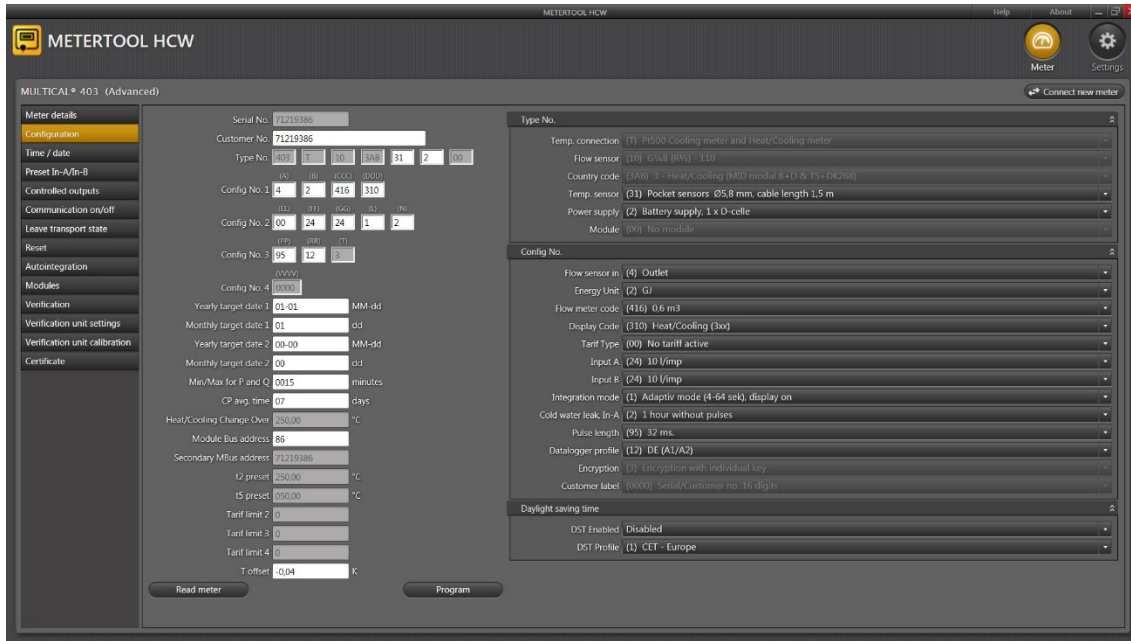 METERTOOL HCW
Help
About
METERTOOL HCW
Meter
Settings
MULTICAL® 403 (Advanced)
Connect new meter
Meter details
Configuration
Time / date
Preset In-A/In-B
Controlled outputs
Communication on/off
Leave transport state
Reset
Autointegration
Modules
Verification
Verification unit settings
Verification unit calibration
Certificate
Serial No. 71219386
Customer No. 71219386
Type No. 403 T 10 3AB 31 2 00
(A) (B) (CCC) (DDD)
Config No. 1 4 2 416 310
(EE) (FF) (GG) (L) (N)
Config No. 2 00 24 24 1 2
(PP) (RR) (T)
Config No. 3 95 12 3
(VVVV)
Config No. 4 0000
Yearly target date 1 01-01 MM-dd
Monthly target date 1 01 dd
Yearly target date 2 00-00 MM-dd
Monthly target date 2 00 dd
Min/Max for P and Q 0015 minutes
CP avg. time 07 days
Heat/Cooling Change Over 250,00 °C
Module Bus address 86
Secondary MBus address 71219386
t2 preset 250,00 °C
t5 preset 050,00 °C
Tarif limit 2 0
Tarif limit 3 0
Tarif limit 4 0
T offset -0,04 K
Read meter
Program
Type No.
Temp. connection (T) Pt500 Cooling meter and Heat/Cooling meter
Flow sensor (10) G¾B (R½) - 110
Country code (3AB) 3 - Heat/Cooling (MID modul B+D & TS+DK268)
Temp. sensor (31) Pocket sensors Ø5,8 mm, cable length 1,5 m
Power supply (2) Battery supply, 1 x D-celle
Module (00) No module
Config No.
Flow sensor in (4) Outlet
Energy Unit (2) GJ
Flow meter code (416) 0,6 m3
Display Code (310) Heat/Cooling (3xx)
Tarif Type (00) No tariff active
Input A (24) 10 l/imp
Input B (24) 10 l/imp
Integration mode (1) Adaptiv mode (4-64 sek), display on
Cold water leak, In-A (2) 1 hour without pulses
Pulse length (95) 32 ms.
Datalogger profile (12) DE (A1/A2)
Encryption (3) Encryption with individual key
Customer label (0000) Serial/Customer no. 16 digits
Daylight saving time
DST Enabled Disabled
DST Profile (1) CET - Europe